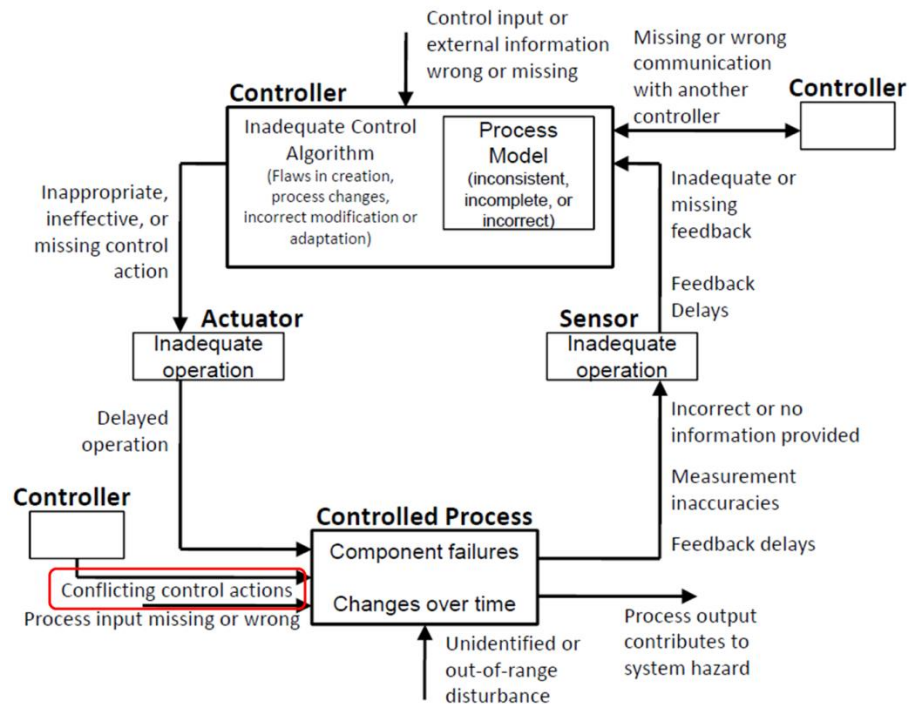 Control input or
external information
wrong or missing
Missing or wrong
communication
with another
controller
Controller
Controller
Inadequate Control
Algorithm
(Flaws in creation,
process changes,
incorrect modification or
adaptation)
Process
Model
(inconsistent,
incomplete, or
incorrect)
Inappropriate,
ineffective, or
missing control
action
Inadequate or
missing
feedback
Feedback
Delays
Actuator
Inadequate
operation
Sensor
Inadequate
operation
Delayed
operation
Incorrect or no
information provided
Measurement
inaccuracies
Feedback delays
Controller
Controlled Process
Component failures
Changes over time
Conflicting control actions
Process input missing or wrong
Unidentified or
out-of-range
disturbance
Process output
contributes to
system hazard